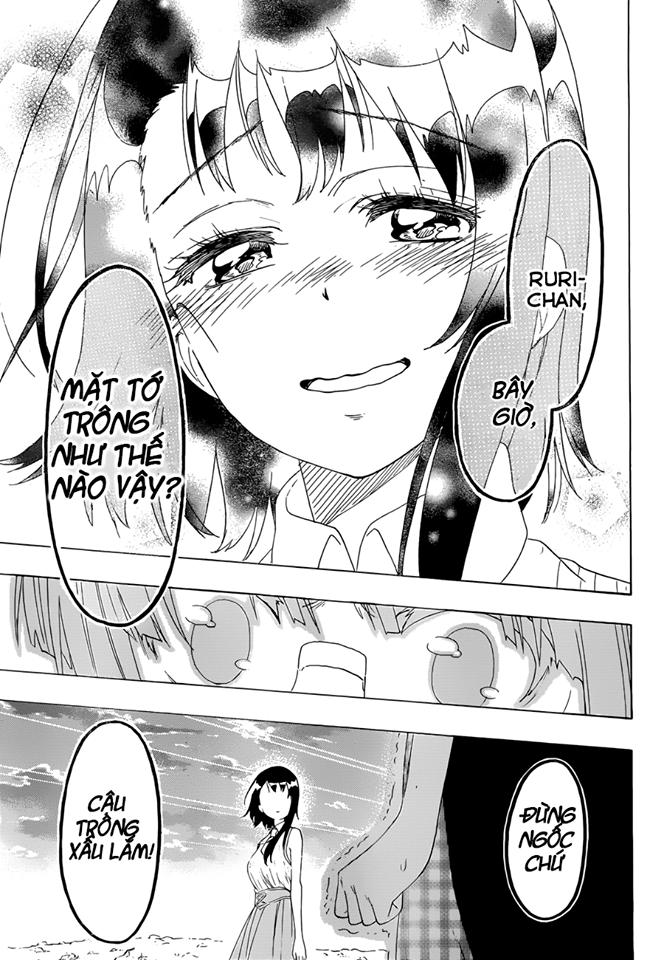 RURI-
CHAN,
BÂY
GIỜ,
MẶT TỚ
TRÔNG
NHƯ THẾ
NÀO VẬY?
ĐỪNG
NGỐC
CHỨ
CẬU
TRÔNG
XẤU LẮM!